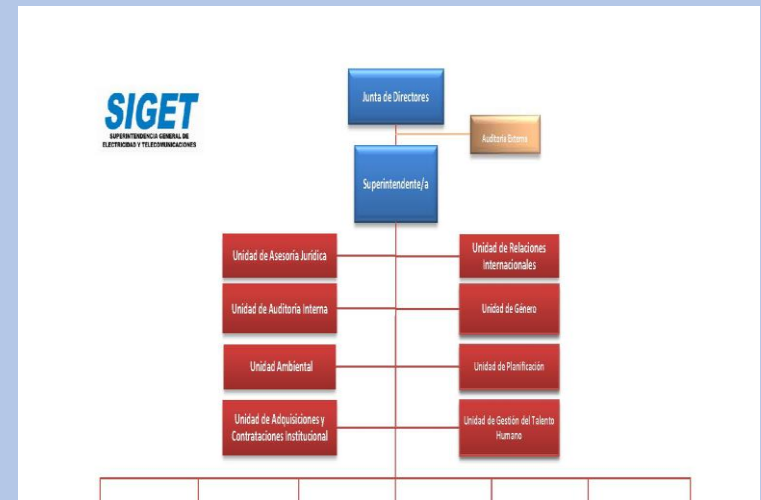 SIGET
SUPERINTENDENCIA GENERAL DE
ELECTRICIDAD Y TELECOMUNICACIONES
Junta de Directores
Auditoría Externa
Superintendente/a
Unidad de Asesoría Jurídica
Unidad de Relaciones
Internacionales
Unidad de Auditoría Interna
Unidad de Género
Unidad Ambiental
Unidad de Planificación
Unidad de Adquisiciones y
Contrataciones Institucional
Unidad de Gestión del Talento
Humano